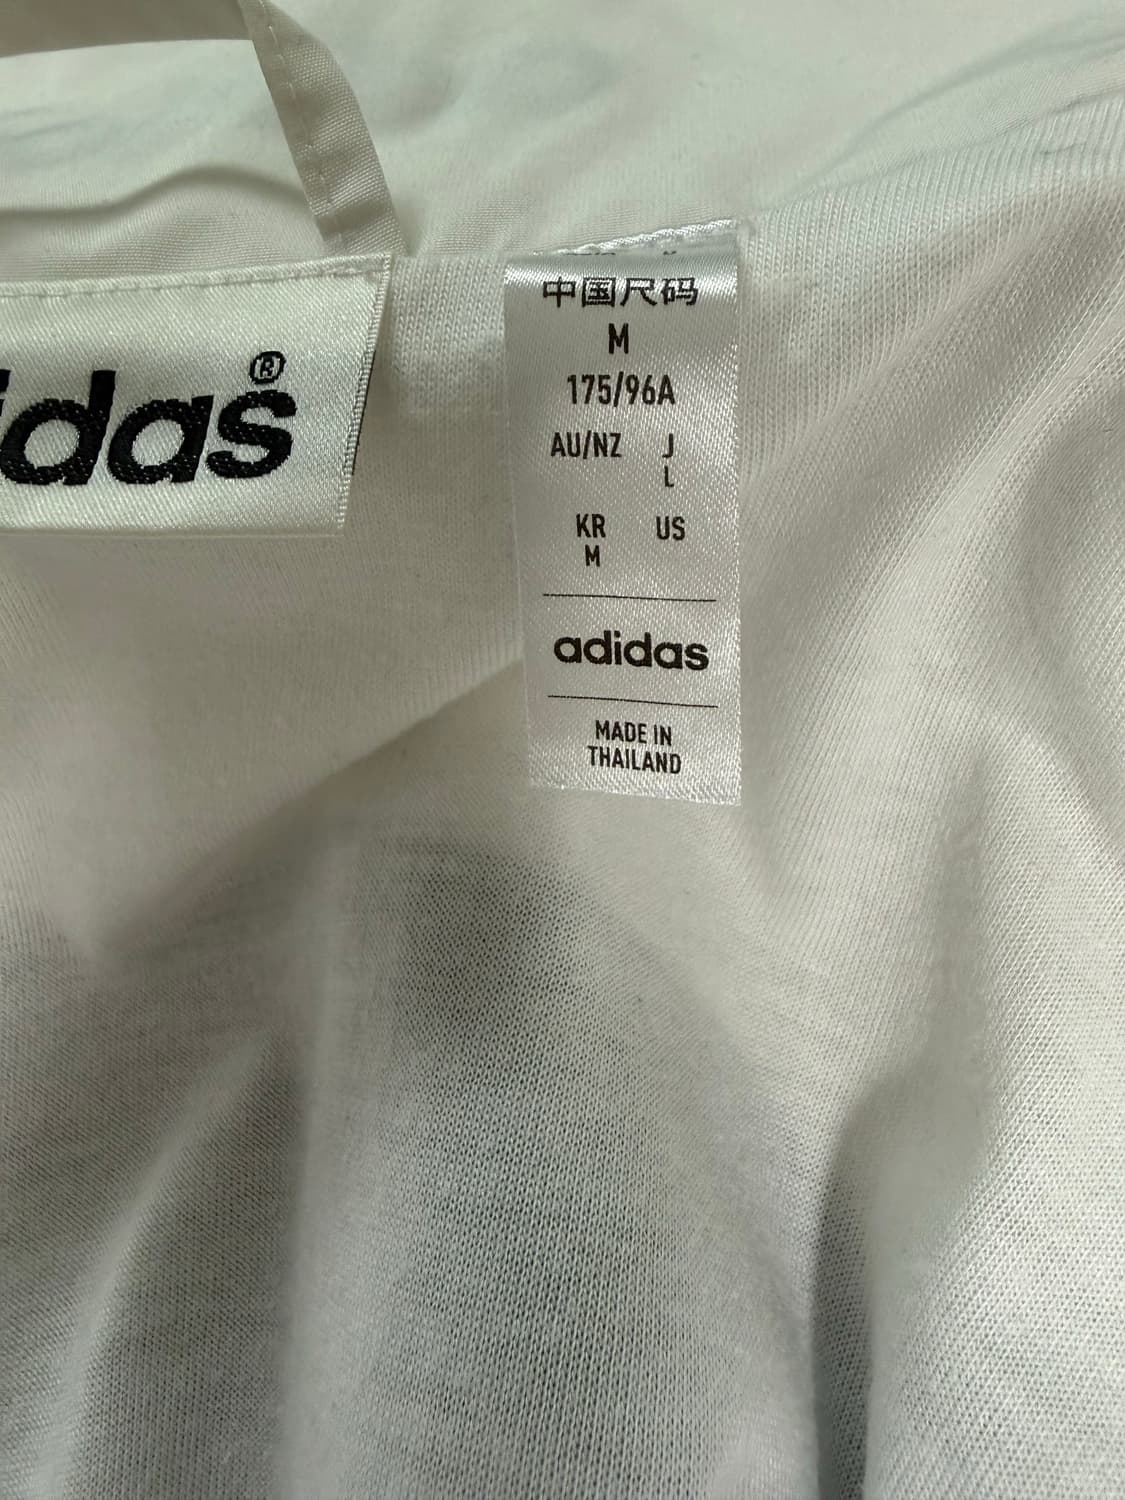 idas®
中国尺码
M
175/96A
AU/NZ J
L
KR US
M
adidas
MADE IN
THAILAND